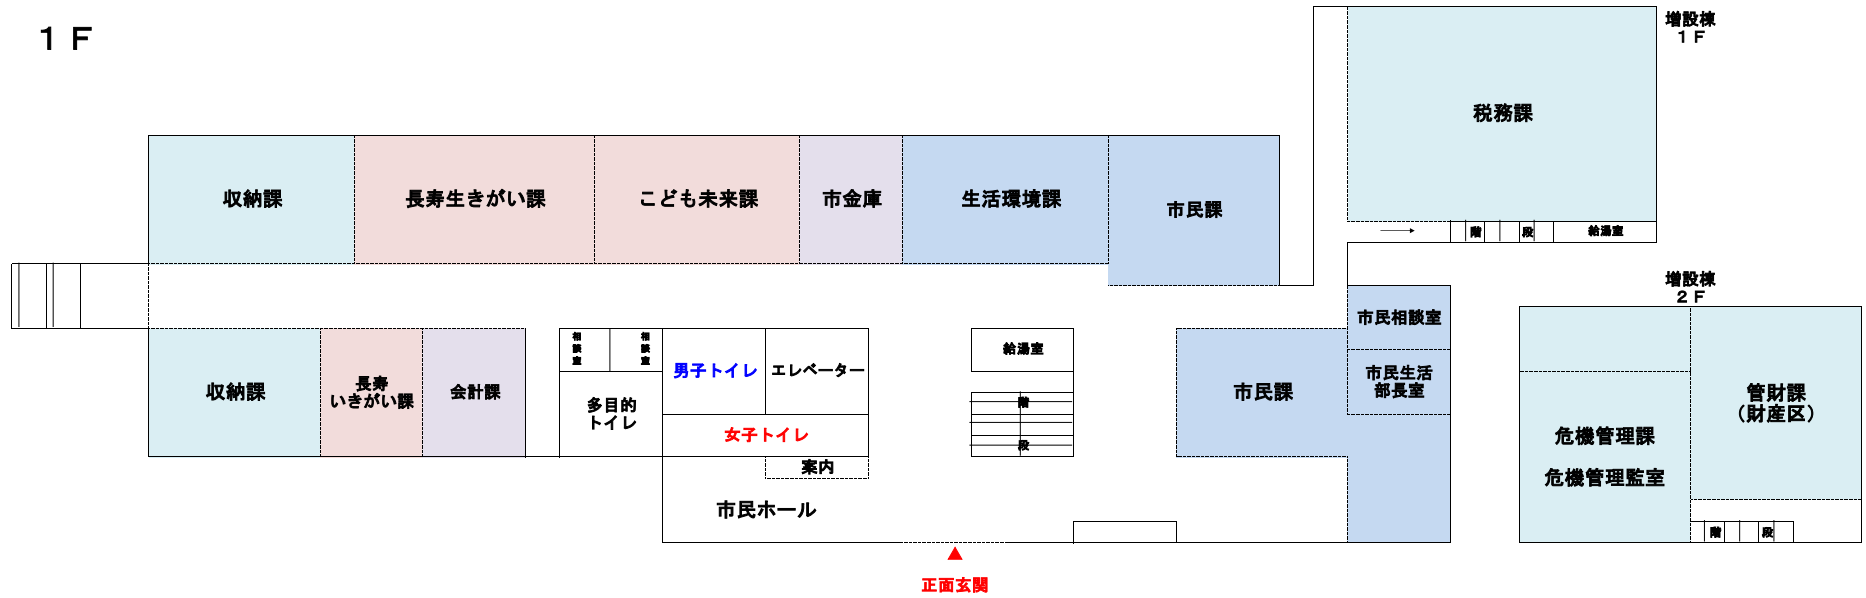 １Ｆ
増設棟
１Ｆ
税務課
収納課
長寿生きがい課
こども未来課
市金庫
生活環境課
市民課
階
段
給湯室
増設棟
２Ｆ
市民相談室
相談室
相談室
男子トイレ
エレベーター
給湯室
収納課
長寿
いきがい課
会計課
市民課
市民生活
部長室
管財課
（財産区）
多目的
トイレ
階
女子トイレ
段
危機管理課
案内
危機管理監室
市民ホール
階
段
正面玄関